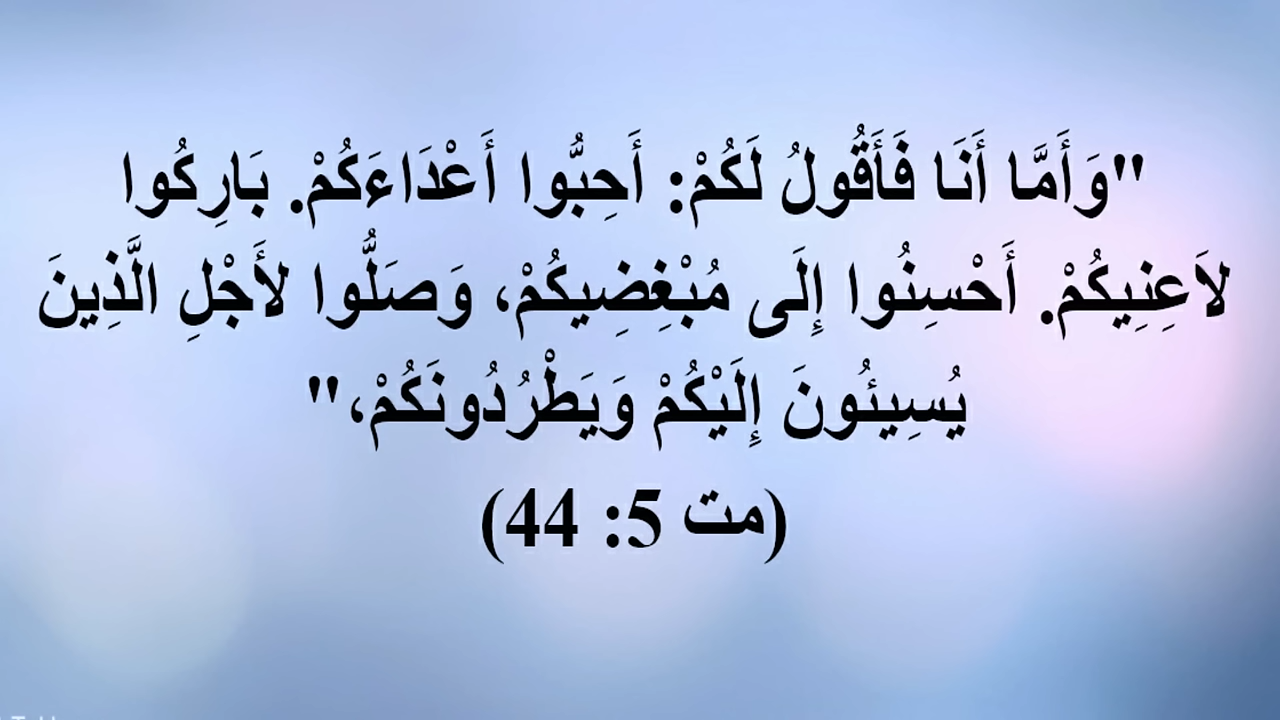 "وَأَمَّا أَنَا فَأَقُولُ لَكُمْ: أَحِبُّوا أَعْدَاءَكُمْ. بَارِكُوا
لاَعِنِيكُمْ. أَحْسِنُوا إِلَى مُبْغِضِيكُمْ، وَصَلُّوا لأَجْلِ الَّذِينَ
يُسِيئُونَ إِلَيْكُمْ وَيَطْرُدُونَكُمْ،"
(مت 5: 44)